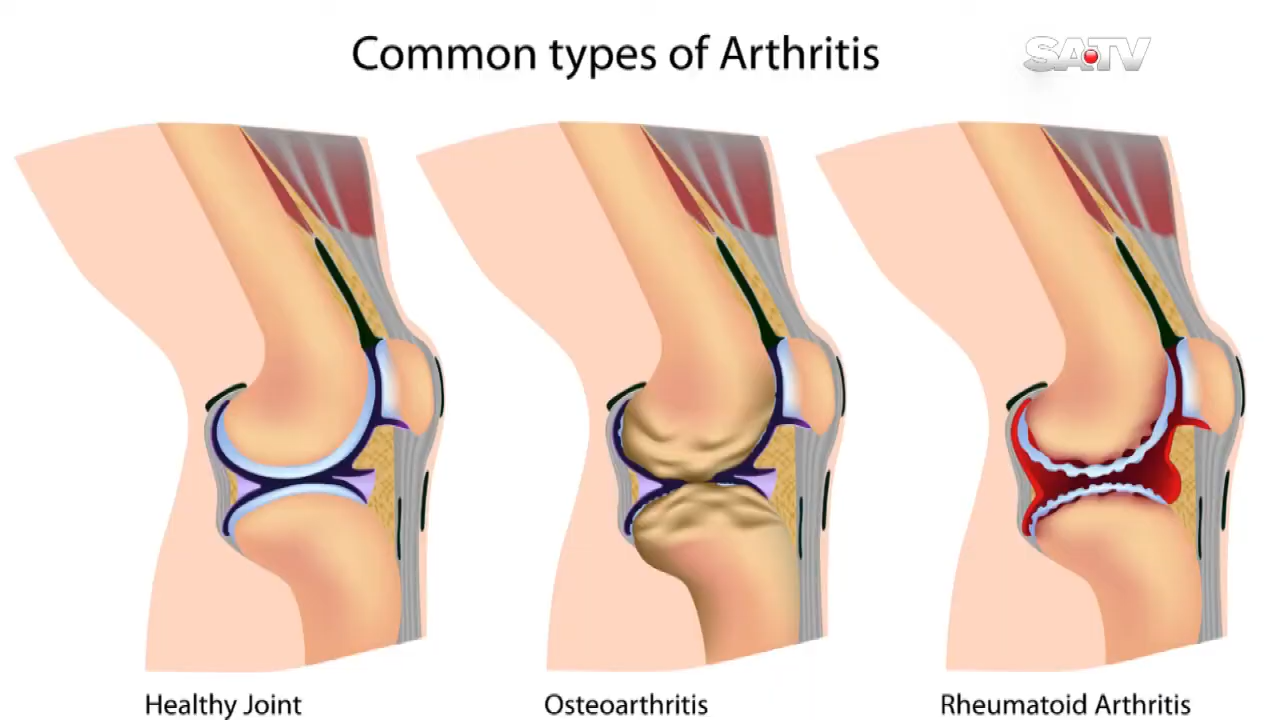 Common types of Arthritis
SATV
Healthy Joint
Osteoarthritis
Rheumatoid Arthritis